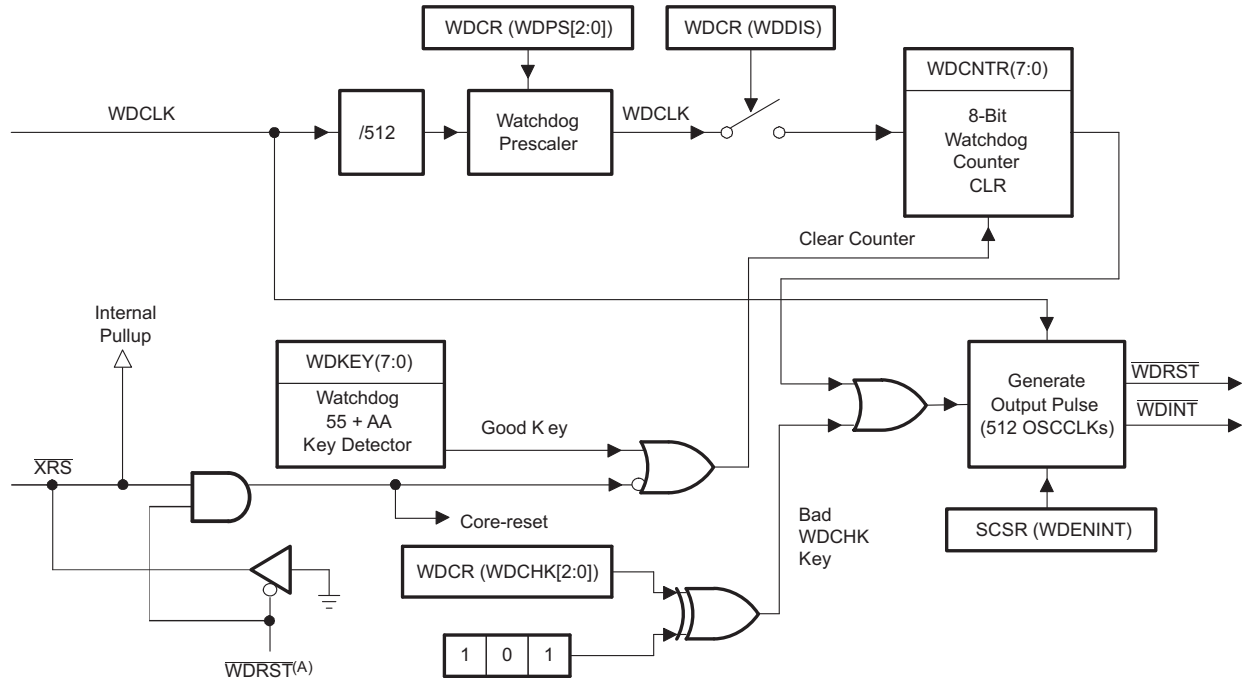 WDCR (WDPS[2:0])
WDCR (WDDIS)
WDCNTR(7:0)
WDCLK
/512
Watchdog
Prescaler
WDCLK
8-Bit
Watchdog
Counter
CLR
Clear Counter
Internal
Pullup
WDKEY(7:0)
Watchdog
55 + AA
Key Detector
Good Key
Generate
Output Pulse
(512 OSCCLKs)
WDRST
WDINT
XRS
Core-reset
Bad
WDCHK
Key
SCSR (WDENINT)
WDCR (WDCHK[2:0])
WDRST(A)
1 0 1